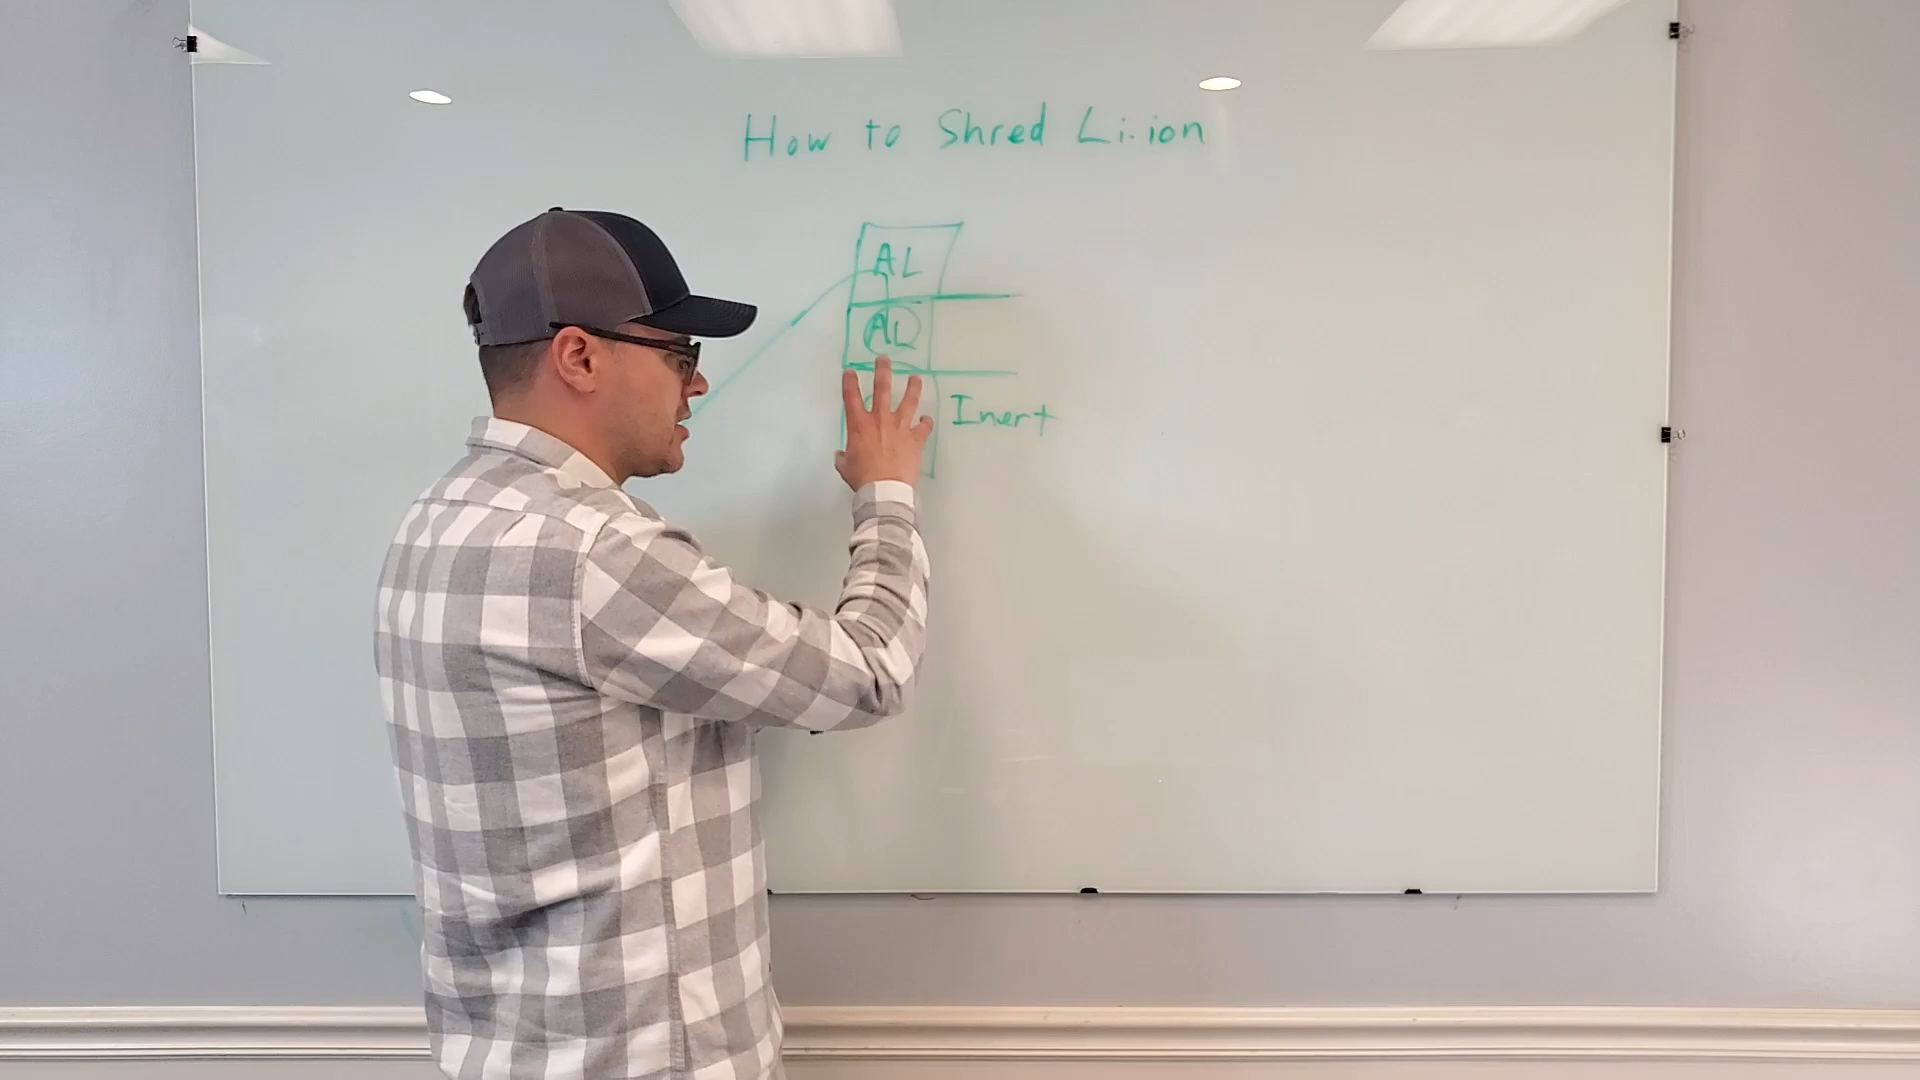 How to Shred Li-ion
AL
AL
Inert